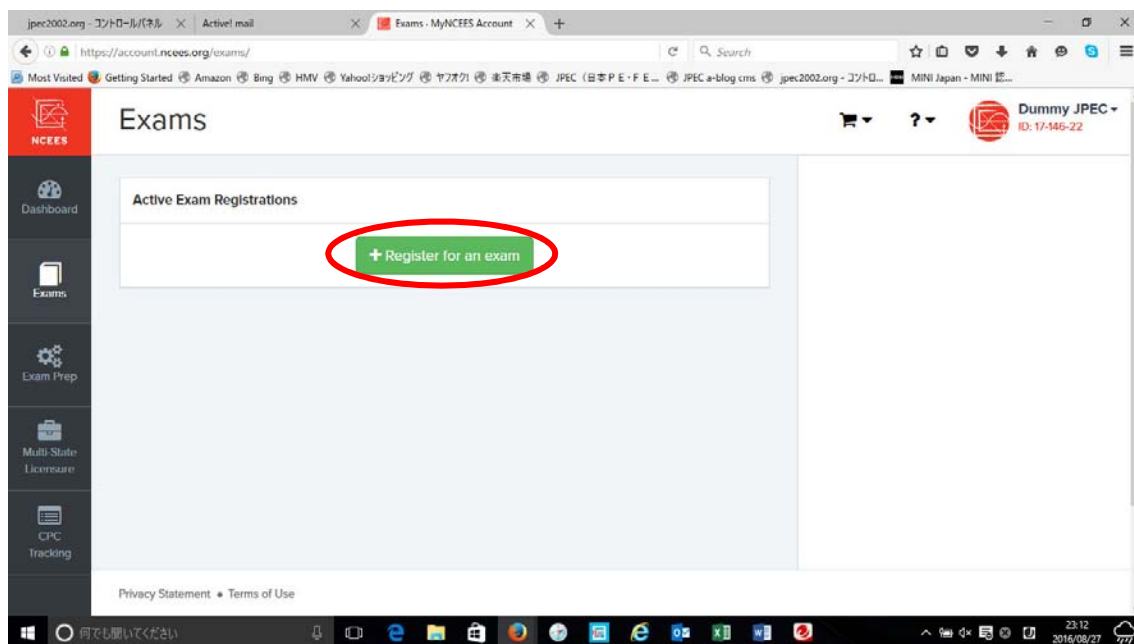 jpec2002.org - コントロールパネル
Active! mail
Exams - MyNCEES Account
https://account.ncees.org/exams/
Search
Most Visited Getting Started Amazon Bing HMV Yahoo!ショッピング ヤフオク! 楽天市場 JPEC (日本ＰＥ・ＦＥ... JPEC a-blog cms jpec2002.org - コントロ... MINI Japan - MINI 認...
NCEES
Exams
?
Dummy JPEC
ID: 17-146-22
Dashboard
Active Exam Registrations
+ Register for an exam
Exams
Exam Prep
Multi-State
Licensure
CPC
Tracking
Privacy Statement • Terms of Use
何でも聞いてください
23:12
2016/08/27